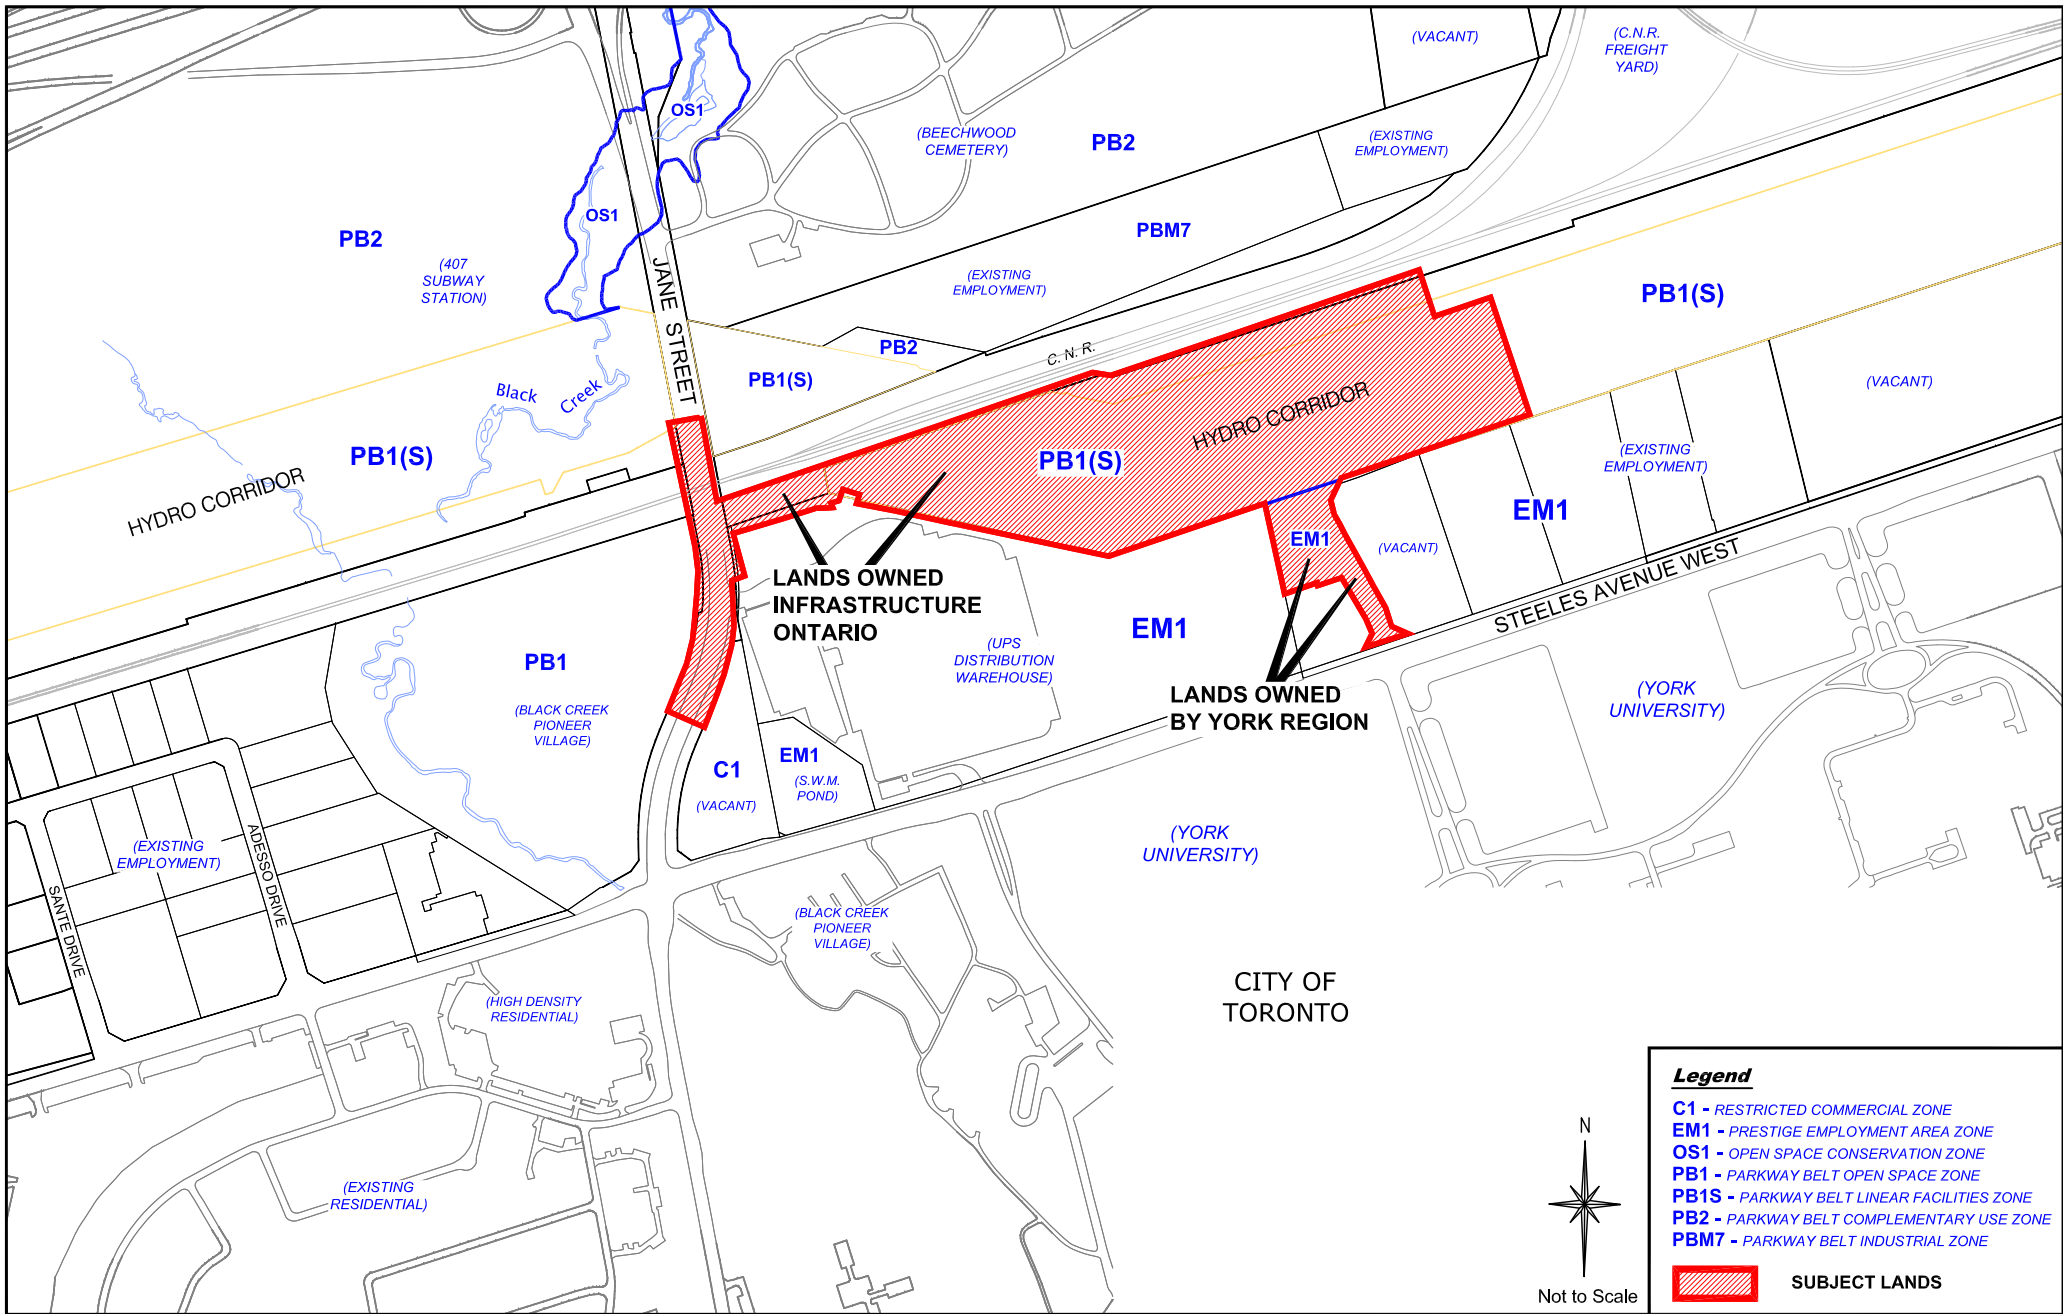 (VACANT)
(C.N.R.
FREIGHT
YARD)
OS1
(BEECHWOOD
CEMETERY)
PB2
(EXISTING
EMPLOYMENT)
OS1
PB2
(407
SUBWAY
STATION)
JANE STREET
PBM7
(EXISTING
EMPLOYMENT)
PB1(S)
PB2
C. N. R.
PB1(S)
Black Creek
HYDRO CORRIDOR
(VACANT)
PB1(S)
HYDRO CORRIDOR
PB1(S)
(EXISTING
EMPLOYMENT)
EM1
EM1
(VACANT)
STEELES AVENUE WEST
LANDS OWNED
INFRASTRUCTURE
ONTARIO
EM1
(UPS
DISTRIBUTION
WAREHOUSE)
PB1
(BLACK CREEK
PIONEER
VILLAGE)
LANDS OWNED
BY YORK REGION
(YORK
UNIVERSITY)
C1
(VACANT)
EM1
(S.W.M.
POND)
(YORK
UNIVERSITY)
(EXISTING
EMPLOYMENT)
ADESSO DRIVE
SANTE DRIVE
(BLACK CREEK
PIONEER
VILLAGE)
(HIGH DENSITY
RESIDENTIAL)
CITY OF
TORONTO
(EXISTING
RESIDENTIAL)
N
Not to Scale
Legend
C1 - RESTRICTED COMMERCIAL ZONE
EM1 - PRESTIGE EMPLOYMENT AREA ZONE
OS1 - OPEN SPACE CONSERVATION ZONE
PB1 - PARKWAY BELT OPEN SPACE ZONE
PB1S - PARKWAY BELT LINEAR FACILITIES ZONE
PB2 - PARKWAY BELT COMPLEMENTARY USE ZONE
PBM7 - PARKWAY BELT INDUSTRIAL ZONE
SUBJECT LANDS